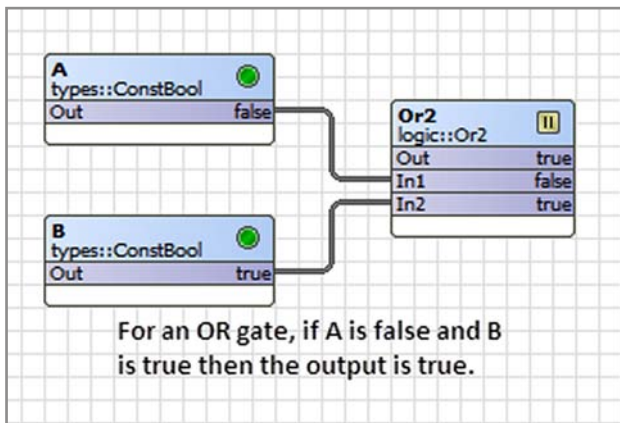 A
types::ConstBool
Out false
Or2
logic::Or2
Out true
In1 false
In2 true
B
types::ConstBool
Out true
For an OR gate, if A is false and B
is true then the output is true.